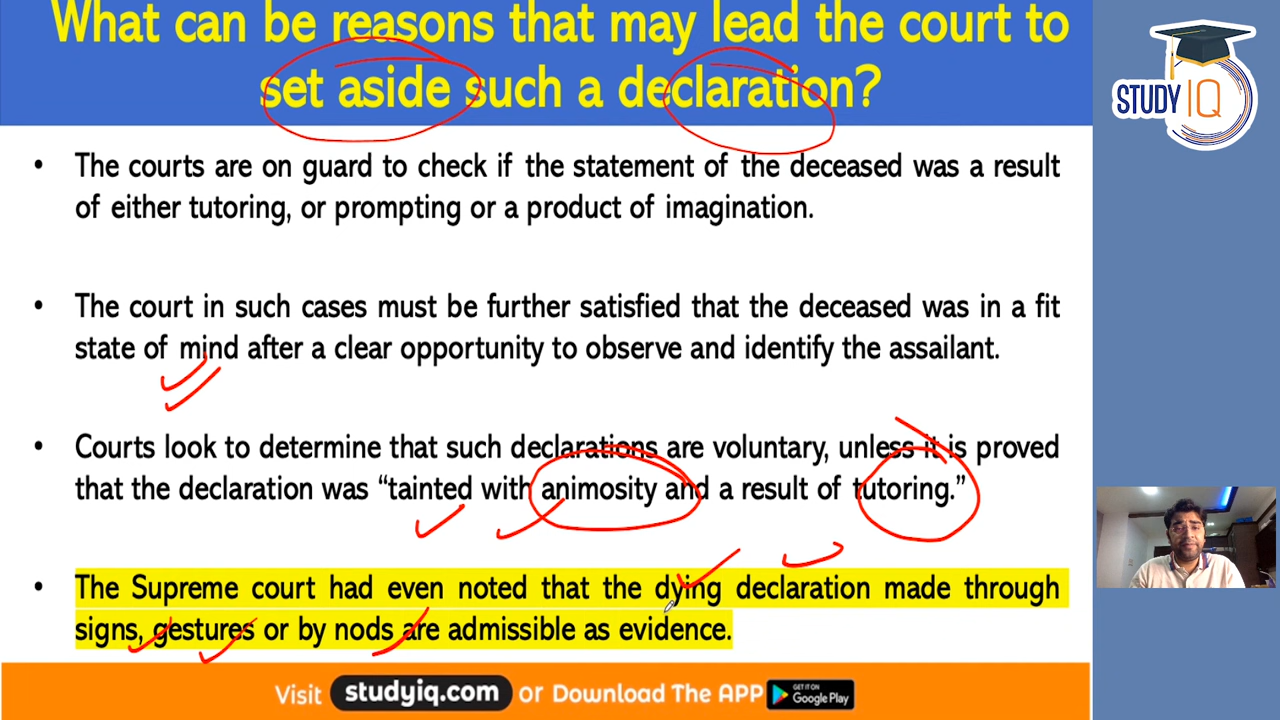 What can be reasons that may lead the court to
set aside such a declaration?
STUDY IQ
• The courts are on guard to check if the statement of the deceased was a result
of either tutoring, or prompting or a product of imagination.
• The court in such cases must be further satisfied that the deceased was in a fit
state of mind after a clear opportunity to observe and identify the assailant.
• Courts look to determine that such declarations are voluntary, unless it is proved
that the declaration was “tainted with animosity and a result of tutoring.”
• The Supreme court had even noted that the dying declaration made through
signs, gestures or by nods are admissible as evidence.
Visit studyiq.com or Download The APP GET IT ON Google Play